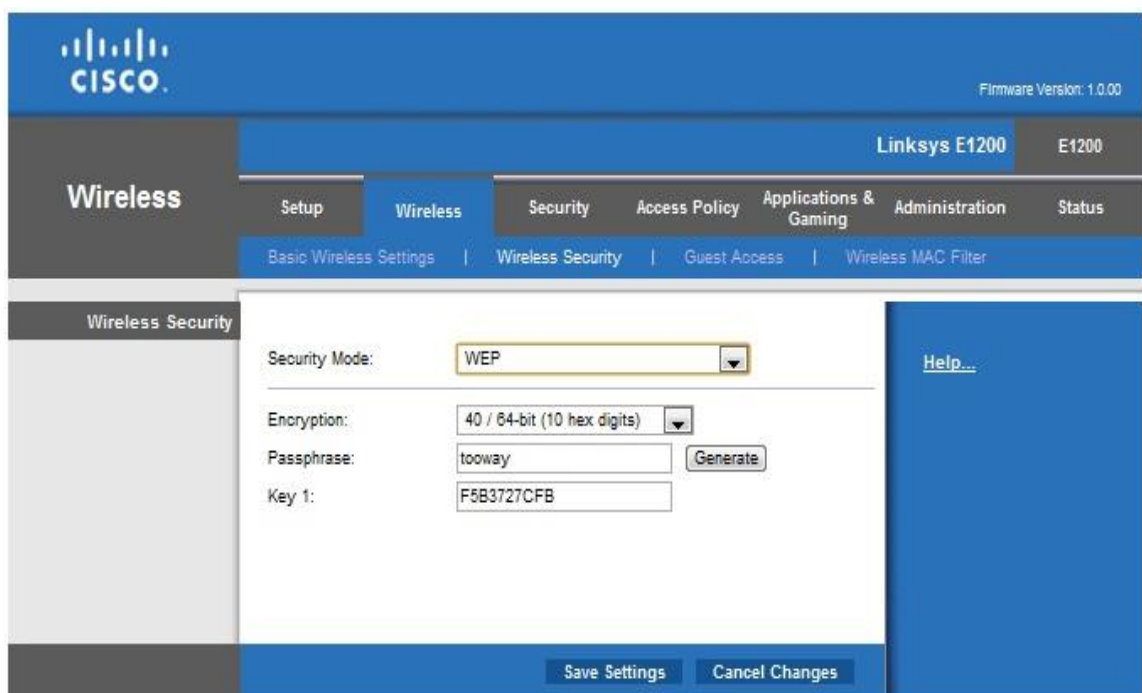 CISCO.
Firmware Version: 1.0.00
Linksys E1200 E1200
Wireless
Setup Wireless Security Access Policy Applications & Gaming Administration Status
Basic Wireless Settings | Wireless Security | Guest Access | Wireless MAC Filter
Wireless Security
Security Mode: WEP
Help...
Encryption: 40 / 64-bit (10 hex digits)
Passphrase: tooway Generate
Key 1: F5B3727CFB
Save Settings Cancel Changes